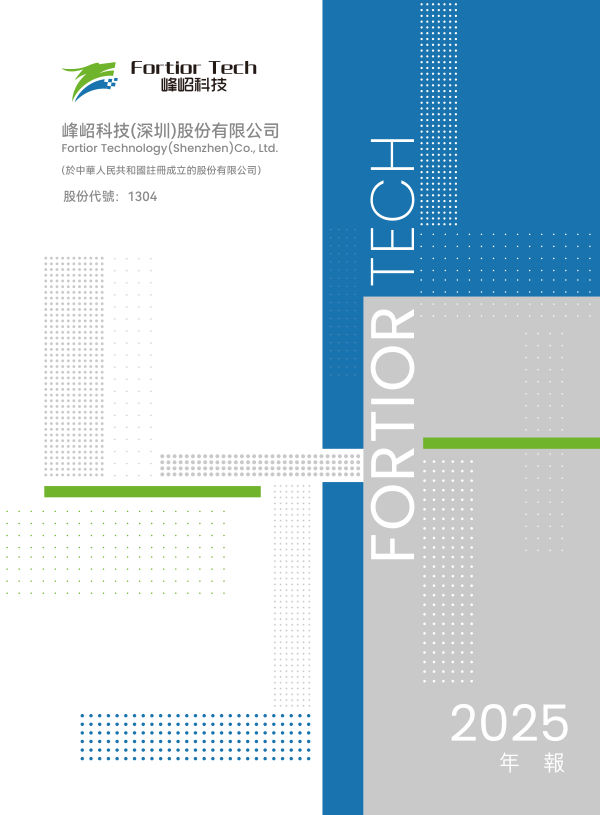 Fortior Tech
峰岹科技
峰岹科技(深圳)股份有限公司
Fortior Technology(Shenzhen)Co., Ltd.
(於中華人民共和國註冊成立的股份有限公司)
股份代號：1304
FORTIOR TECH
2025
年 報